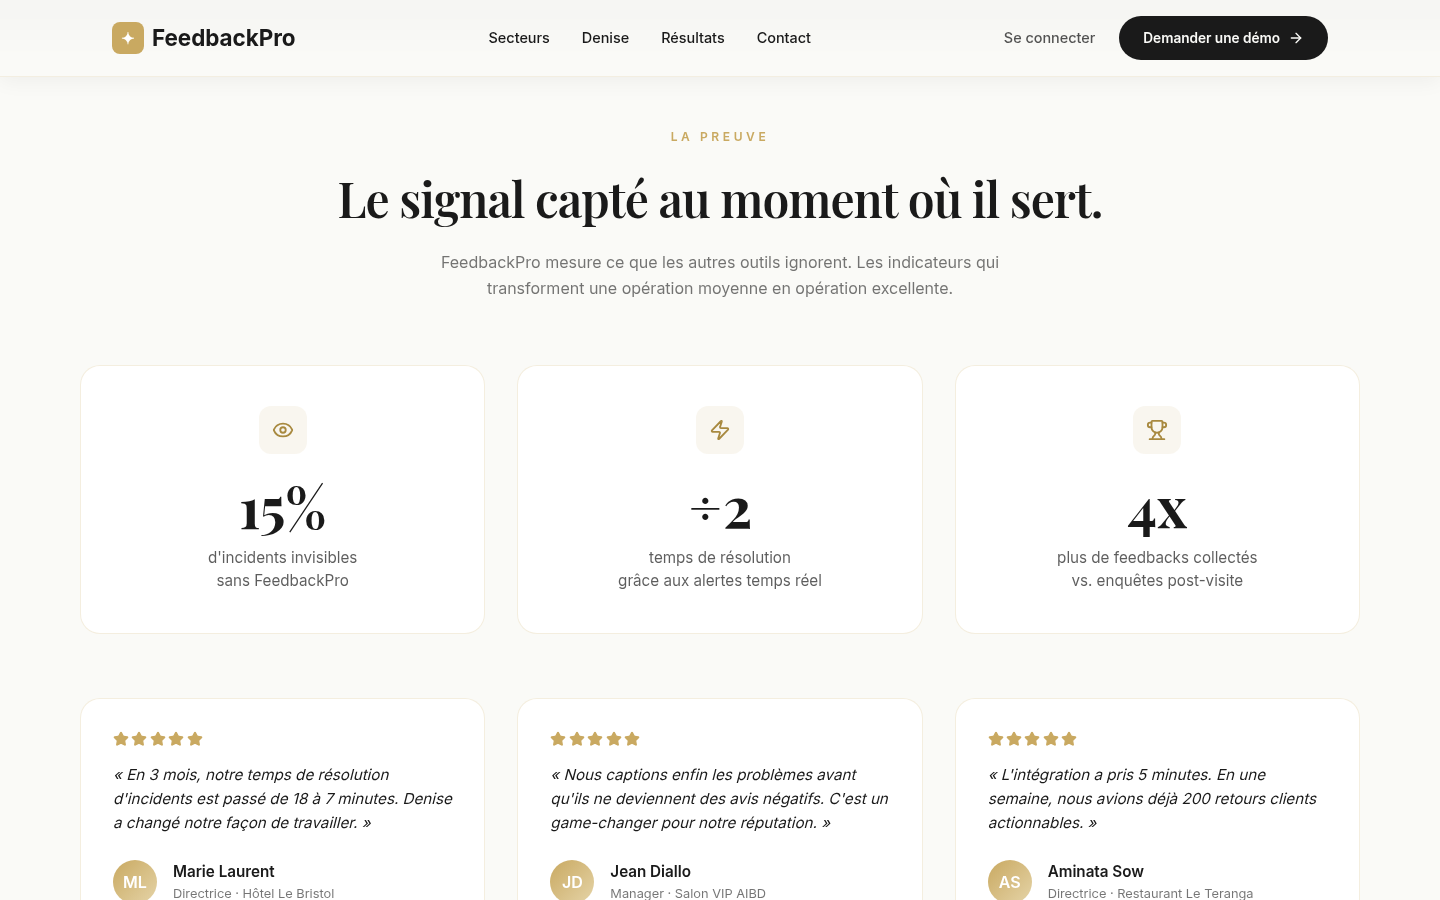 FeedbackPro
Secteurs
Denise
Résultats
Contact
Se connecter
Demander une démo
LA PREUVE
Le signal capté au moment où il sert.
FeedbackPro mesure ce que les autres outils ignorent. Les indicateurs qui
transforment une opération moyenne en opération excellente.
15%
d'incidents invisibles
sans FeedbackPro
÷2
temps de résolution
grâce aux alertes temps réel
4x
plus de feedbacks collectés
vs. enquêtes post-visite
« En 3 mois, notre temps de résolution
d'incidents est passé de 18 à 7 minutes. Denise
a changé notre façon de travailler. »
ML
Marie Laurent
Directrice · Hôtel Le Bristol
« Nous captions enfin les problèmes avant
qu'ils ne deviennent des avis négatifs. C'est un
game-changer pour notre réputation. »
JD
Jean Diallo
Manager · Salon VIP AIBD
« L'intégration a pris 5 minutes. En une
semaine, nous avions déjà 200 retours clients
actionnables. »
AS
Aminata Sow
Directrice · Restaurant Le Teranga